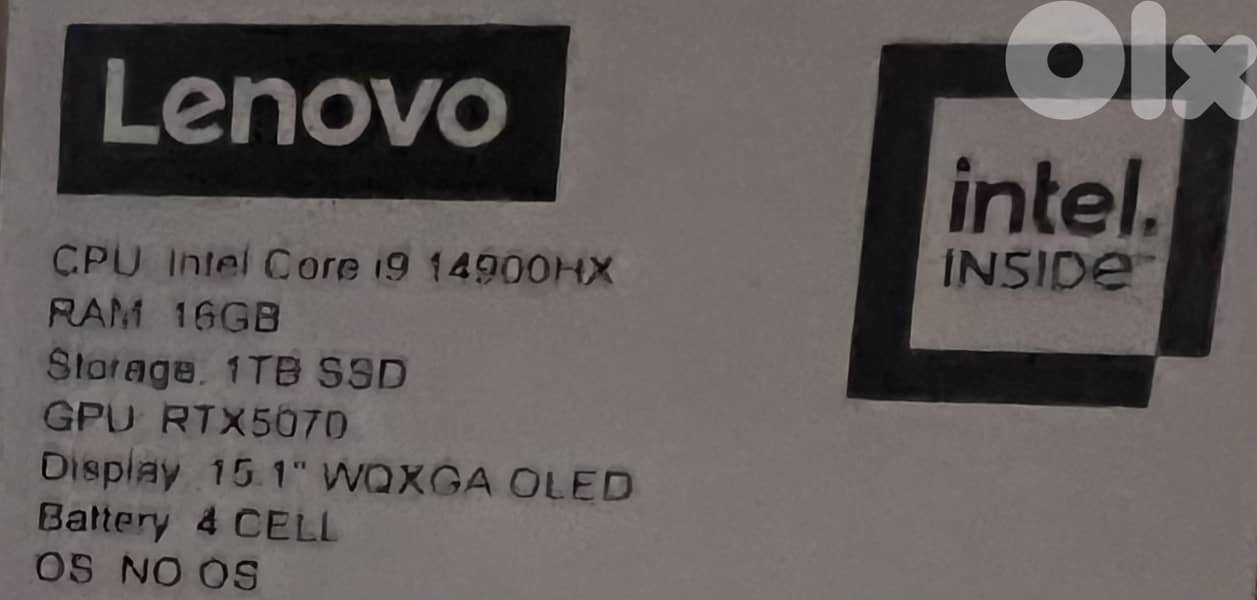 Lenovo
CPU Intel Core i9 14900HX
RAM 16GB
Storage. 1TB SSD
GPU RTX5070
Display 15.1" WQXGA OLED
Battery 4 CELL
OS NO OS
olx
intel.
INSIDe